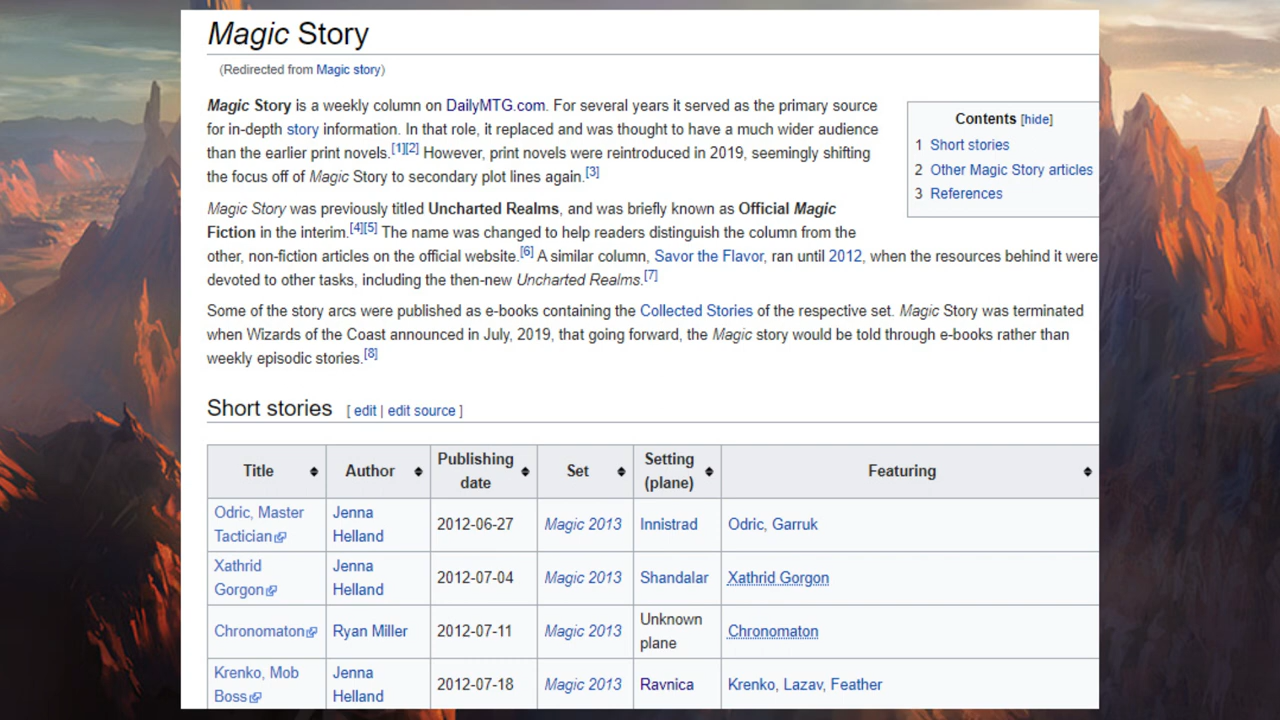 Magic Story
(Redirected from Magic story)
Magic Story is a weekly column on DailyMTG.com. For several years it served as the primary source
for in-depth story information. In that role, it replaced and was thought to have a much wider audience
than the earlier print novels.[1][2] However, print novels were reintroduced in 2019, seemingly shifting
the focus off of Magic Story to secondary plot lines again.[3]
Contents [hide]
1 Short stories
2 Other Magic Story articles
3 References
Magic Story was previously titled Uncharted Realms, and was briefly known as Official Magic
Fiction in the interim.[4][5] The name was changed to help readers distinguish the column from the
other, non-fiction articles on the official website.[6] A similar column, Savor the Flavor, ran until 2012, when the resources behind it were
devoted to other tasks, including the then-new Uncharted Realms.[7]
Some of the story arcs were published as e-books containing the Collected Stories of the respective set. Magic Story was terminated
when Wizards of the Coast announced in July, 2019, that going forward, the Magic story would be told through e-books rather than
weekly episodic stories.[8]
Short stories [ edit | edit source ]
Title Author Publishing date Set Setting (plane) Featuring
Odric, Master Tactician Jenna Helland 2012-06-27 Magic 2013 Innistrad Odric, Garruk
Xathrid Gorgon Jenna Helland 2012-07-04 Magic 2013 Shandalar Xathrid Gorgon
Chronomaton Ryan Miller 2012-07-11 Magic 2013 Unknown plane Chronomaton
Krenko, Mob Boss Jenna Helland 2012-07-18 Magic 2013 Ravnica Krenko, Lazav, Feather